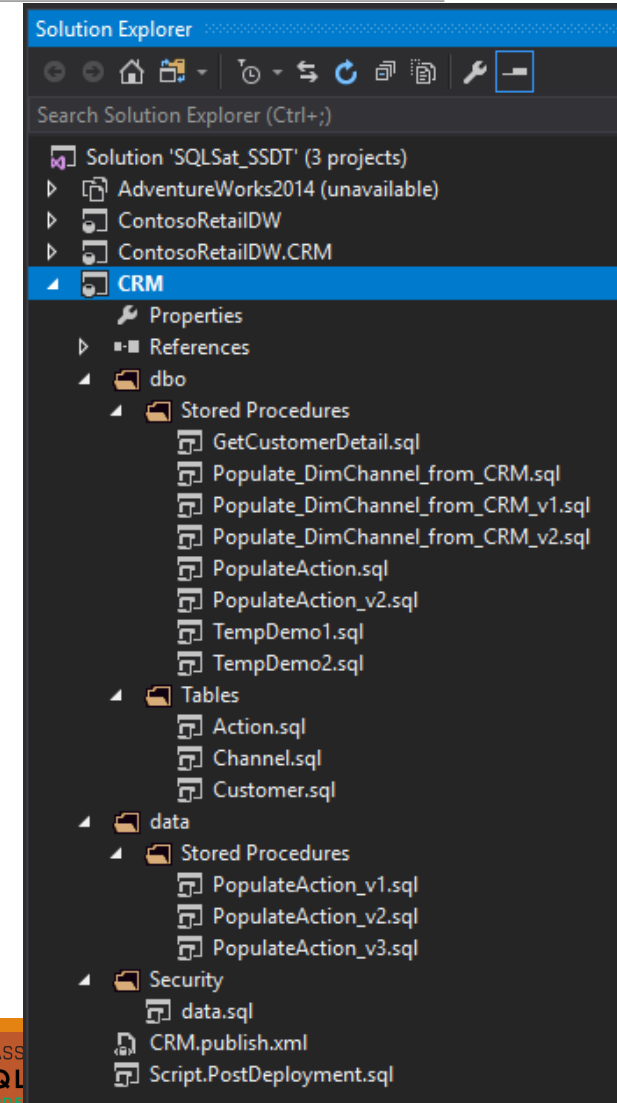 Solution Explorer
Search Solution Explorer (Ctrl+;)
Solution 'SQLSat_SSDT' (3 projects)
AdventureWorks2014 (unavailable)
ContosoRetailDW
ContosoRetailDW.CRM
CRM
Properties
References
dbo
Stored Procedures
GetCustomerDetail.sql
Populate_DimChannel_from_CRM.sql
Populate_DimChannel_from_CRM_v1.sql
Populate_DimChannel_from_CRM_v2.sql
PopulateAction.sql
PopulateAction_v2.sql
TempDemo1.sql
TempDemo2.sql
Tables
Action.sql
Channel.sql
Customer.sql
data
Stored Procedures
PopulateAction_v1.sql
PopulateAction_v2.sql
PopulateAction_v3.sql
Security
data.sql
CRM.publish.xml
Script.PostDeployment.sql